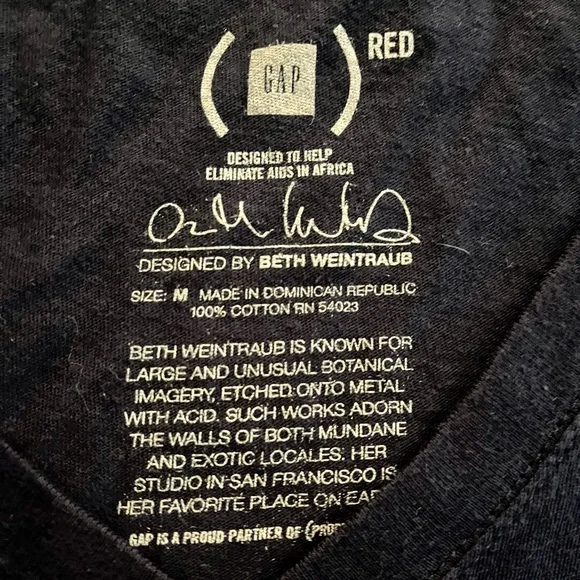 ( GAP ) RED
DESIGNED TO HELP
ELIMINATE AIDS IN AFRICA
DESIGNED BY BETH WEINTRAUB
SIZE: M MADE IN DOMINICAN REPUBLIC
100% COTTON RN 54023
BETH WEINTRAUB IS KNOWN FOR
LARGE AND UNUSUAL BOTANICAL
IMAGERY, ETCHED ONTO METAL
WITH ACID. SUCH WORKS ADORN
THE WALLS OF BOTH MUNDANE
AND EXOTIC LOCALES. HER
STUDIO IN SAN FRANCISCO IS
HER FAVORITE PLACE ON
GAP IS A PROUD PARTNER OF